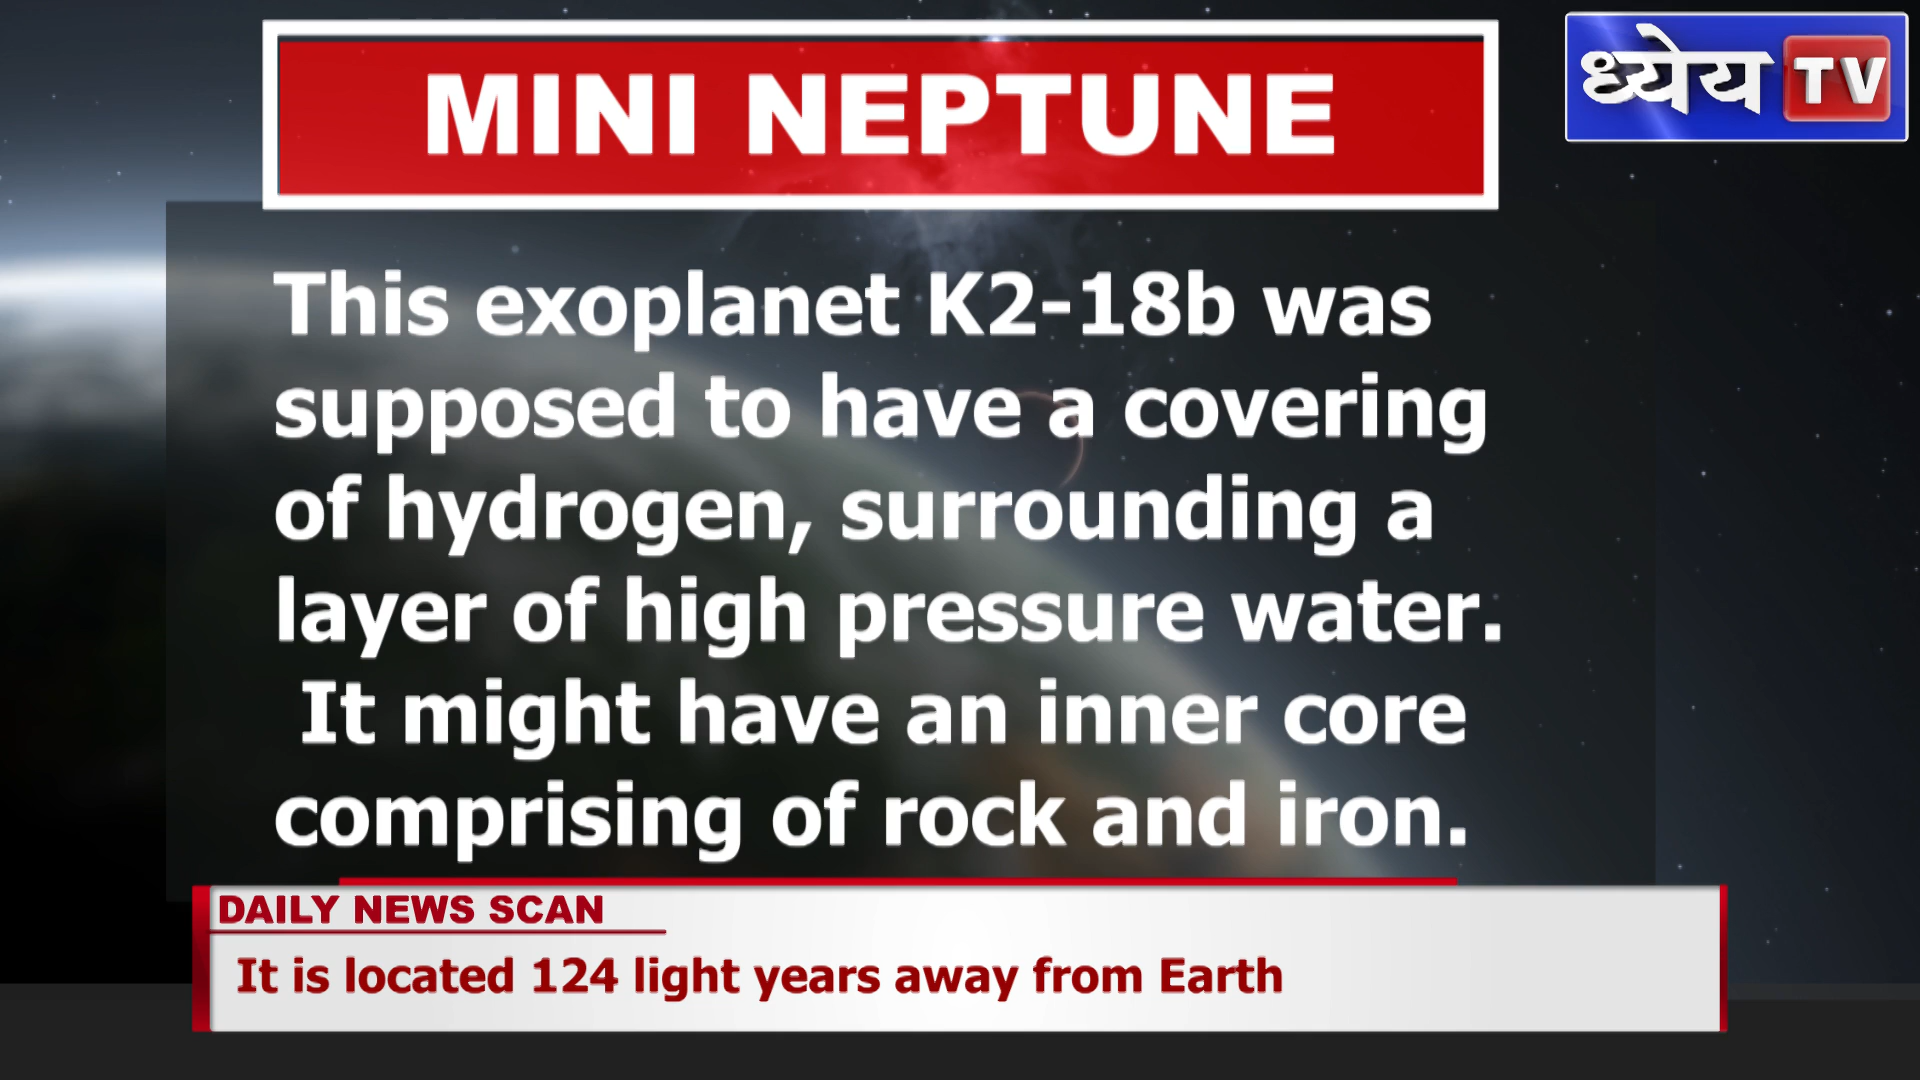 MINI NEPTUNE
ध्येय TV
This exoplanet K2-18b was
supposed to have a covering
of hydrogen, surrounding a
layer of high pressure water.
It might have an inner core
comprising of rock and iron.
DAILY NEWS SCAN
It is located 124 light years away from Earth